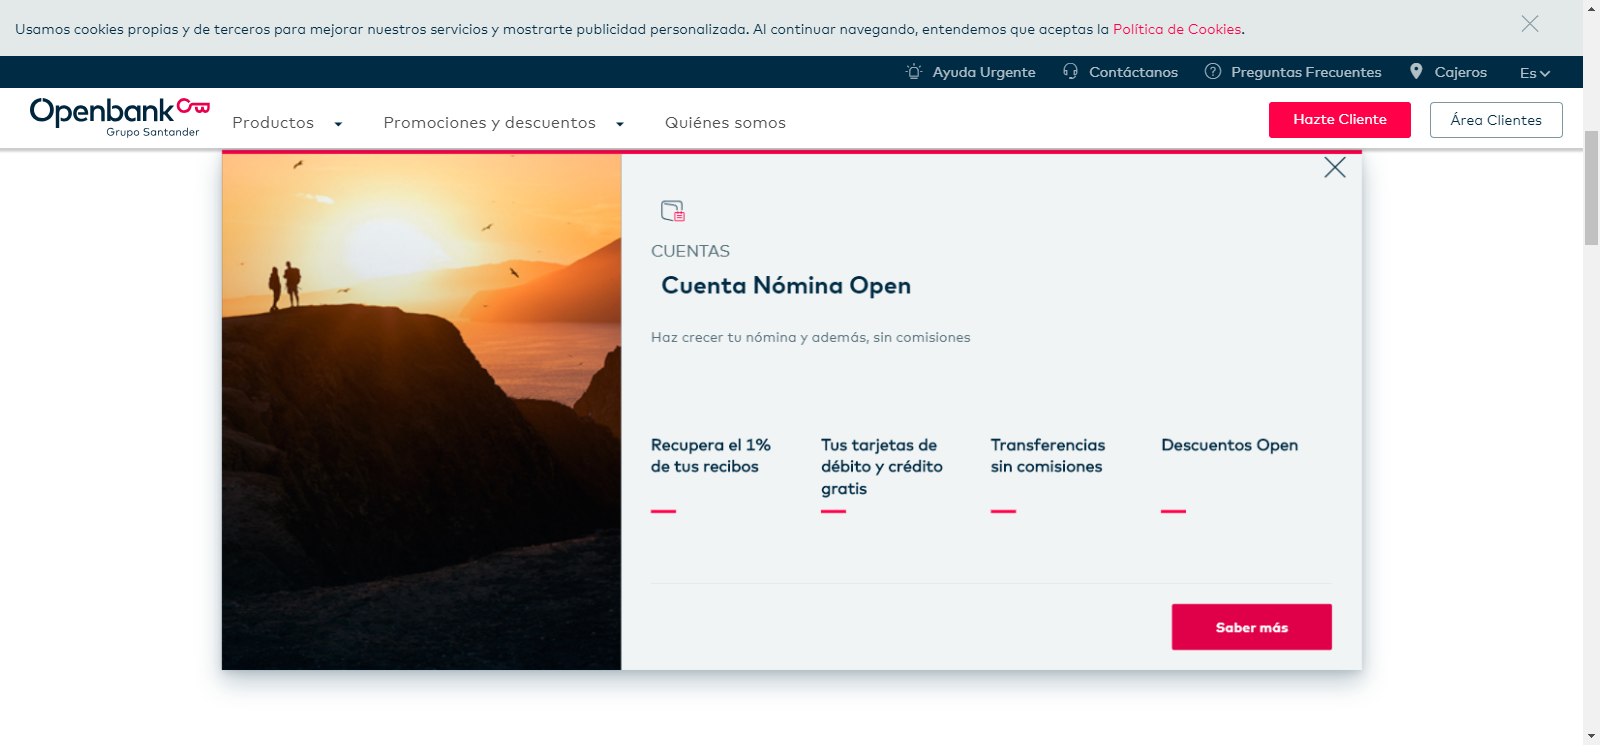 Usamos cookies propias y de terceros para mejorar nuestros servicios y mostrarte publicidad personalizada. Al continuar navegando, entendemos que aceptas la Política de Cookies.
Ayuda Urgente Contáctanos Preguntas Frecuentes Cajeros Es
Openbank
Grupo Santander
Productos Promociones y descuentos Quiénes somos Hazte Cliente Área Clientes
CUENTAS
Cuenta Nómina Open
Haz crecer tu nómina y además, sin comisiones
Recupera el 1%
de tus recibos
Tus tarjetas de
débito y crédito
gratis
Transferencias
sin comisiones
Descuentos Open
Saber más